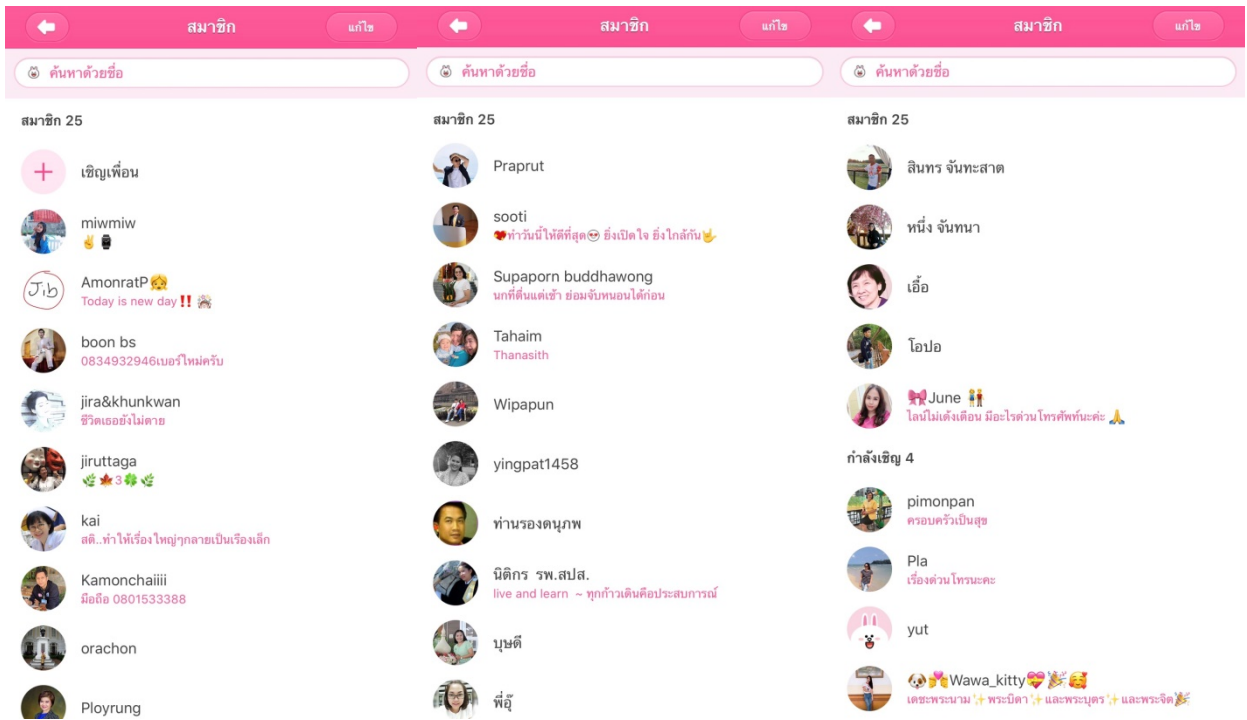 สมาชิก
แก้ไข
ค้นหาด้วยชื่อ
สมาชิก 25
เชิญเพื่อน
miwmiw
✌️ ⌚
Jib
AmonratP👧
Today is new day‼️
boon bs
0834932946เบอร์ใหม่ครับ
jira&khunkwan
ชีวิตเธอยังไม่ตาย
jiruttaga
🌿🍁3🍀🌿
kai
สติ..ทำให้เรื่องใหญ่ๆกลายเป็นเรื่องเล็ก
Kamonchaiiii
มือถือ 0801533388
orachon
Ployrung
สมาชิก
แก้ไข
ค้นหาด้วยชื่อ
สมาชิก 25
Praprut
sooti
💖ทำวันนี้ให้ดีที่สุด💀 ยิ่งเปิดใจ ยิ่งใกล้กัน🤟
Supaporn buddhawong
นกที่ตื่นแต่เช้า ย่อมจับหนอนได้ก่อน
Tahaim
Thanasith
Wipapun
yingpat1458
ท่านรองดนุภพ
นิติกร รพ.สปส.
live and learn ~ ทุกก้าวเดินคือประสบการณ์
บุษดี
พี่อุ๊
สมาชิก
แก้ไข
ค้นหาด้วยชื่อ
สมาชิก 25
สินทร จันทะสาต
หนึ่ง จันทนา
เอื้อ
โอปอ
🎀June 👫
ไลน์ไม่เด้งเตือน มีอะไรด่วนโทรศัพท์นะค่ะ 🙏
กำลังเชิญ 4
pimonpan
ครอบครัวเป็นสุข
Pla
เรื่องด่วนโทรนะคะ
yut
🐶💏Wawa_kitty💝🎉🥰
เดชะพระนาม✨พระบิดา✨และพระบุตร✨และพระจิต🎉